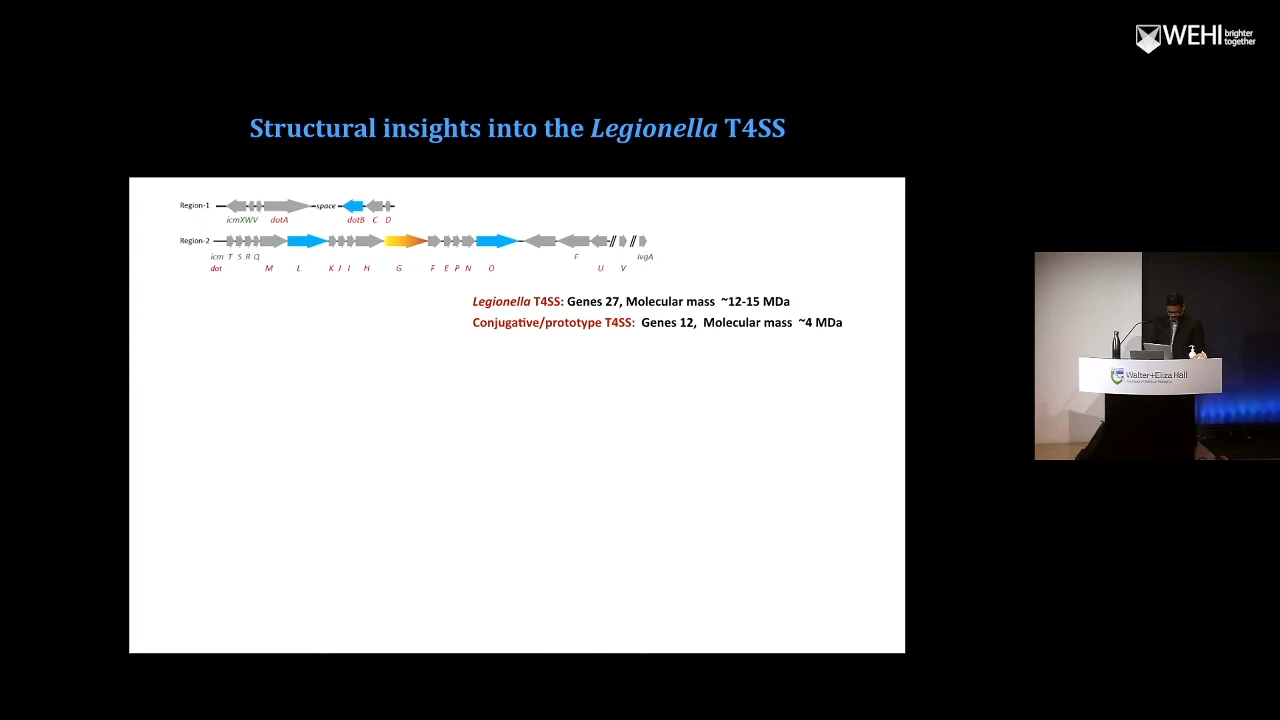 WEHI brighter together
Structural insights into the Legionella T4SS
Region-1
space
icmXWV dotA dotB C D
Region-2
icm T S R Q F lvgA
dot M L K J I H G F E P N O U V
Legionella T4SS: Genes 27, Molecular mass ~12-15 MDa
Conjugative/prototype T4SS: Genes 12, Molecular mass ~4 MDa
Walter+Eliza Hall